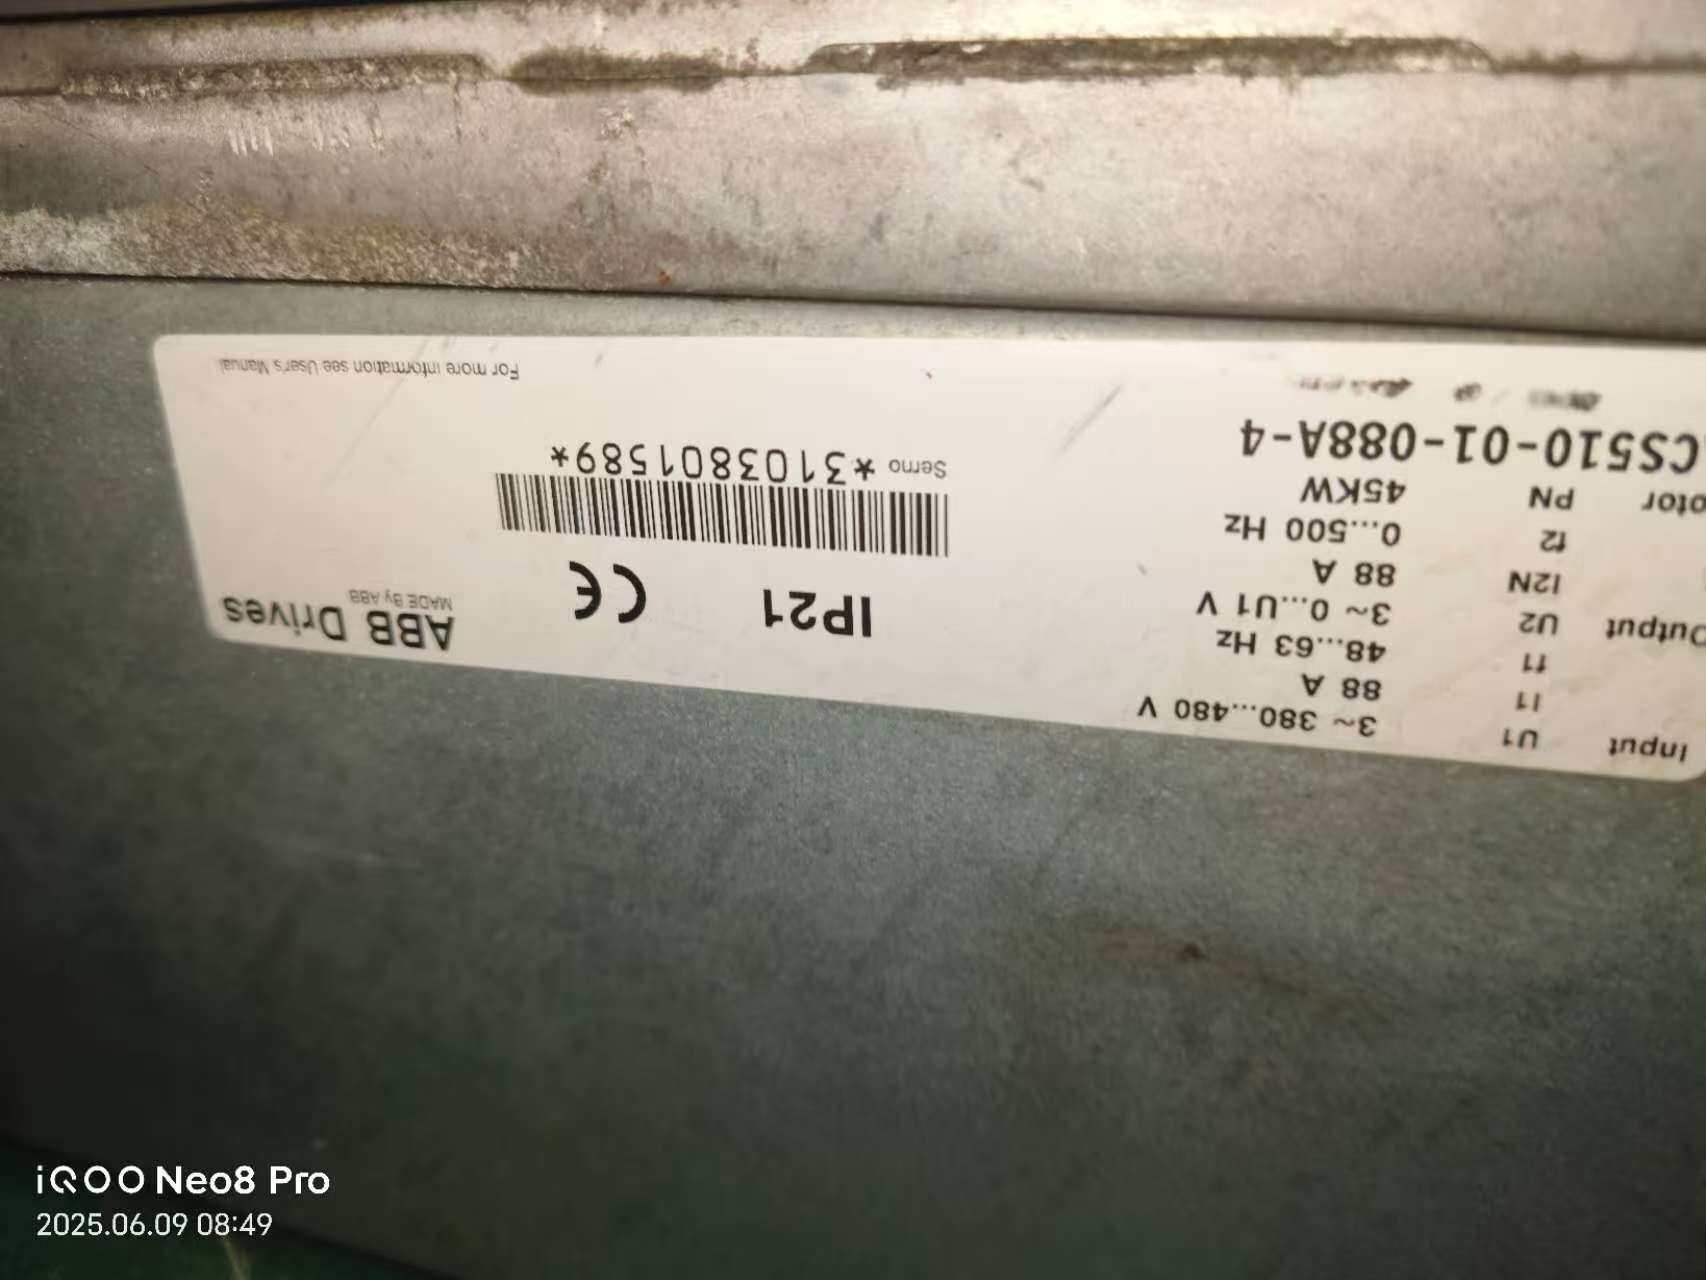 Input U1 3~ 380...480 V
I1 88 A
f1 48...63 Hz
Output U2 3~ 0...U1 V
I2N 88 A
f2 0...500 Hz
otor PN 45KW
CS510-01-088A-4
IP21
CE
Serno *3103801589*
ABB Drives
MADE By ABB
For more information see User's Manual
iQOO Neo8 Pro
2025.06.09 08:49